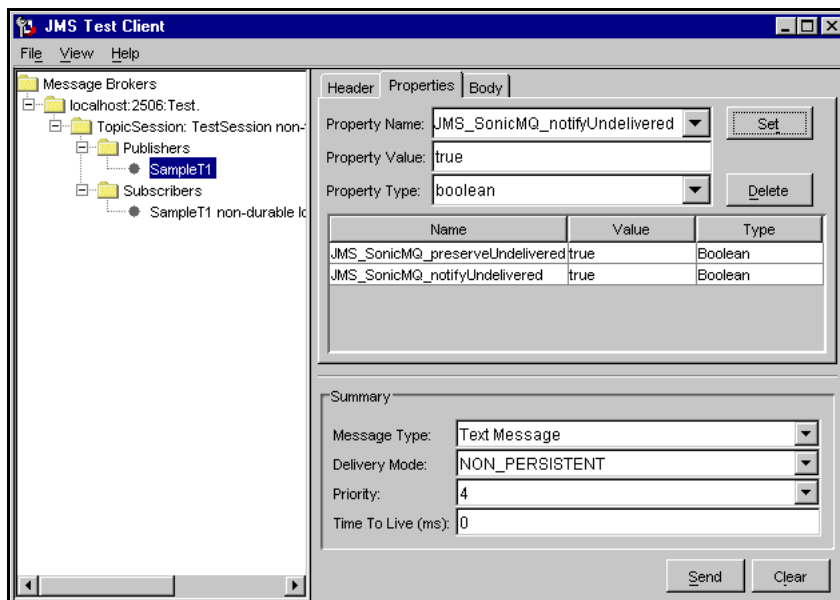 JMS Test Client
File View Help
Message Brokers
localhost:2506:Test.
TopicSession: TestSession non-
Publishers
SampleT1
Subscribers
SampleT1 non-durable
Header Properties Body
Property Name: JMS_SonicMQ_notifyUndelivered Set
Property Value: true
Property Type: boolean Delete
Name Value Type
JMS_SonicMQ_preserveUndelivered true Boolean
JMS_SonicMQ_notifyUndelivered true Boolean
Summary
Message Type: Text Message
Delivery Mode: NON_PERSISTENT
Priority: 4
Time To Live (ms): 0
Send Clear